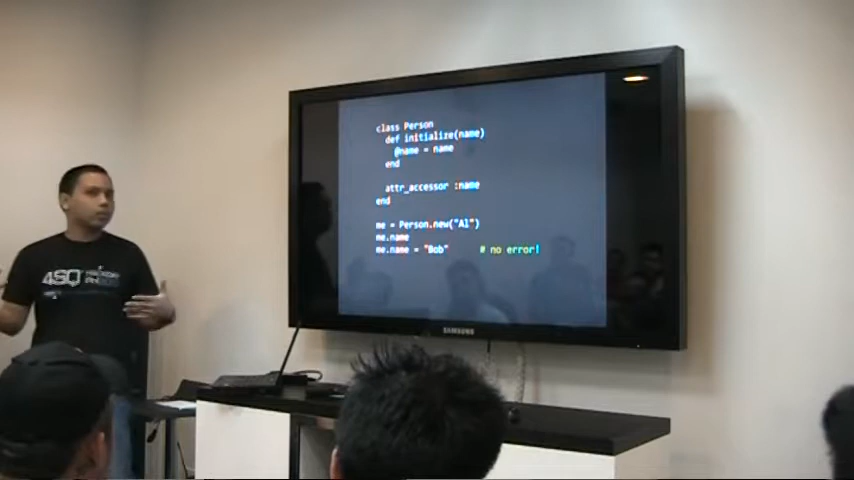 class Person
def initialize(name)
@name = name
end
attr_accessor :name
end
me = Person.new("Al")
me.name
me.name = "Bob" # no error!
SAMSUNG
4SQ